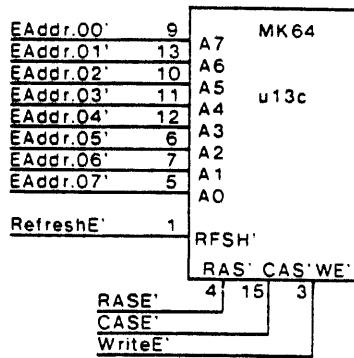 EAddr.00' 9 MK64
EAddr.01' 13 A7
EAddr.02' 10 A6
EAddr.03' 11 A5 u13c
EAddr.04' 12 A4
EAddr.05' 6 A3
EAddr.06' 7 A2
EAddr.07' 5 A1
A0
RefreshE' 1
RFSH'
RAS' CAS' WE'
RASE' 4 15 3
CASE'
WriteE'